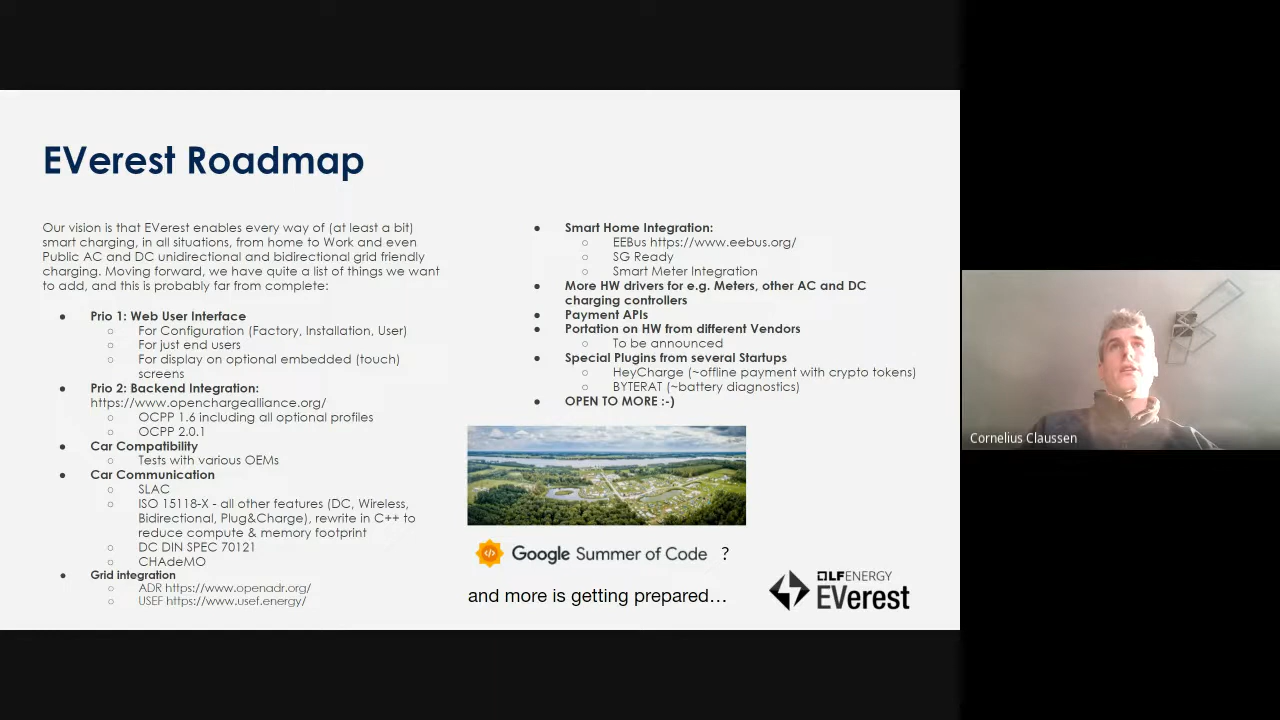 EVerest Roadmap
Our vision is that EVerest enables every way of (at least a bit)
smart charging, in all situations, from home to Work and even
Public AC and DC unidirectional and bidirectional grid friendly
charging. Moving forward, we have quite a list of things we want
to add, and this is probably far from complete:
● Prio 1: Web User Interface
○ For Configuration (Factory, Installation, User)
○ For just end users
○ For display on optional embedded (touch)
screens
● Prio 2: Backend Integration:
https://www.openchargealliance.org/
○ OCPP 1.6 including all optional profiles
○ OCPP 2.0.1
● Car Compatibility
○ Tests with various OEMs
● Car Communication
○ SLAC
○ ISO 15118-X - all other features (DC, Wireless,
Bidirectional, Plug&Charge), rewrite in C++ to
reduce compute & memory footprint
○ DC DIN SPEC 70121
○ CHAdeMO
● Grid integration
○ ADR https://www.openadr.org/
○ USEF https://www.usef.energy/
● Smart Home Integration:
○ EEBus https://www.eebus.org/
○ SG Ready
○ Smart Meter Integration
● More HW drivers for e.g. Meters, other AC and DC
charging controllers
● Payment APIs
● Portation on HW from different Vendors
○ To be announced
● Special Plugins from several Startups
○ HeyCharge (~offline payment with crypto tokens)
○ BYTERAT (~battery diagnostics)
● OPEN TO MORE :-)
Google Summer of Code ?
and more is getting prepared...
LFENERGY
EVerest
Cornelius Claussen